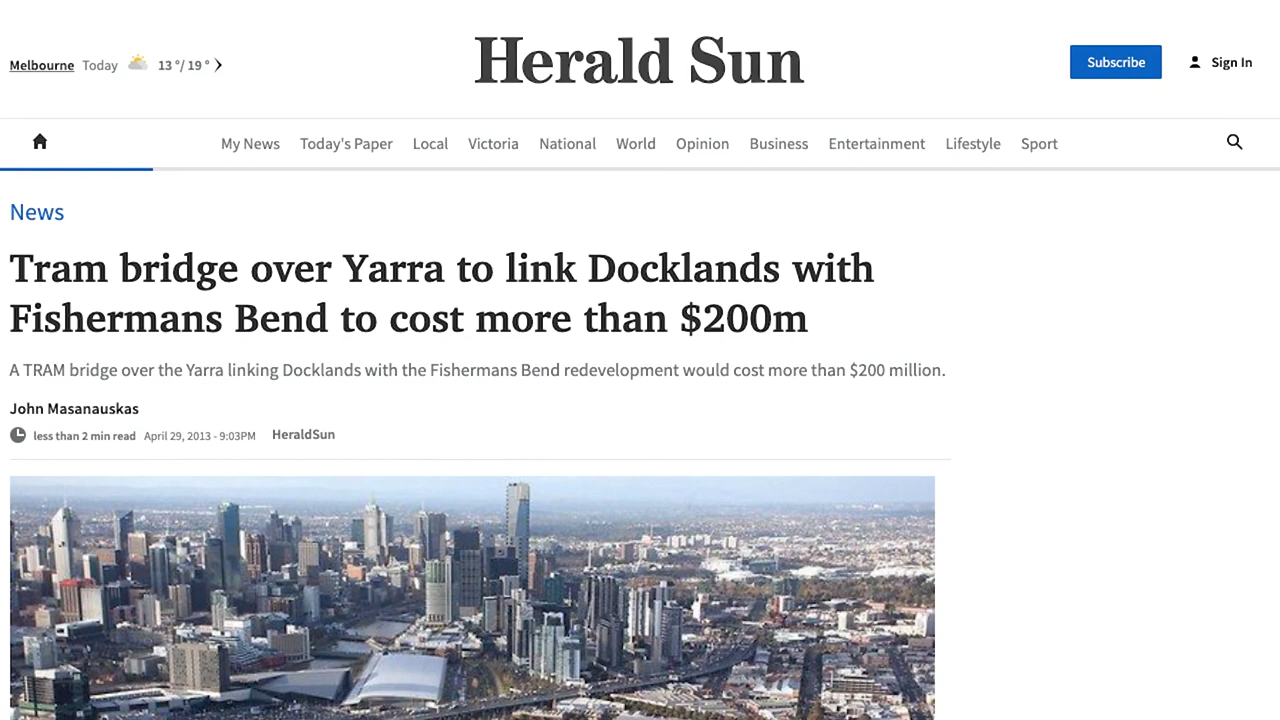 Melbourne Today 13 °/ 19 °
Herald Sun
Subscribe
Sign In
My News Today's Paper Local Victoria National World Opinion Business Entertainment Lifestyle Sport
News
Tram bridge over Yarra to link Docklands with
Fishermans Bend to cost more than $200m
A TRAM bridge over the Yarra linking Docklands with the Fishermans Bend redevelopment would cost more than $200 million.
John Masanauskas
less than 2 min read April 29, 2013 - 9:03PM HeraldSun